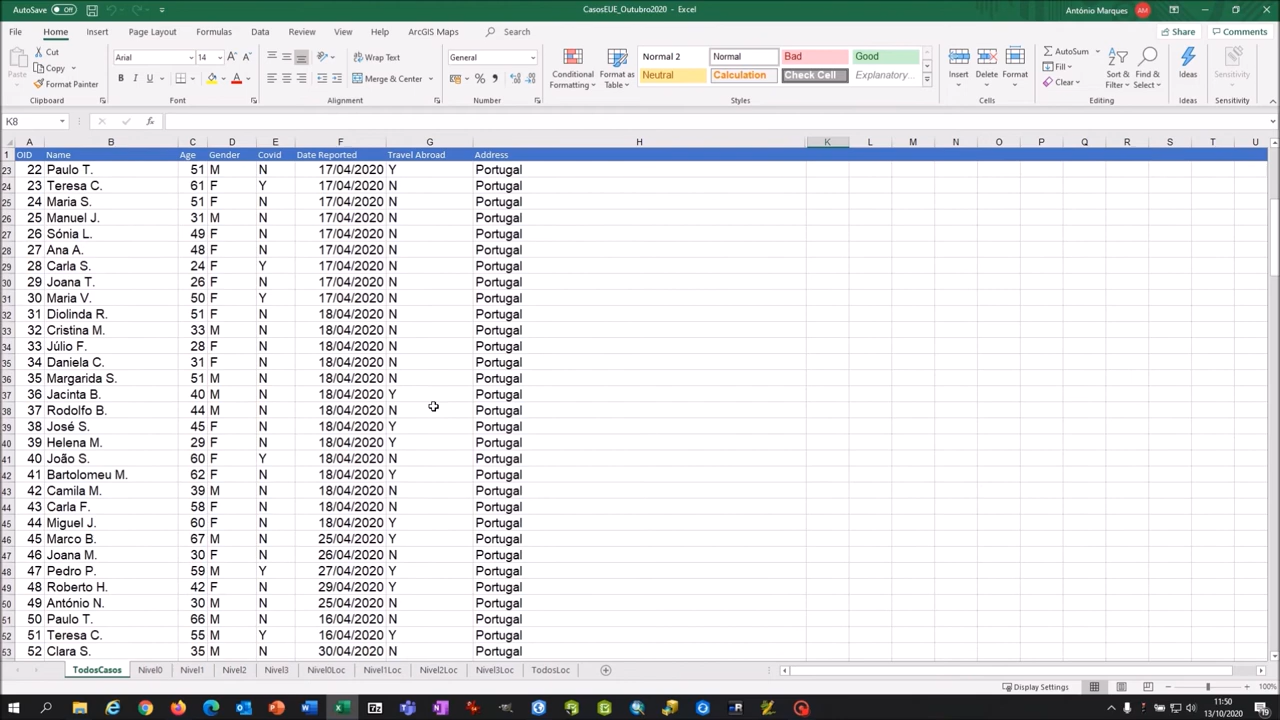 AutoSave Off
CasosEUE_Outubro2020 - Excel
António Marques AM
File Home Insert Page Layout Formulas Data Review View Help ArcGIS Maps Search
Share Comments
Paste Cut Copy Format Painter
Arial 14
Merge & Center
General
Conditional Formatting Format as Table
Normal 2 Normal Bad Good
Neutral Calculation Check Cell Explanatory...
Insert Delete Format
AutoSum Fill Clear
Sort & Filter Find & Select
Ideas Sensitivity
Clipboard Font Alignment Number Styles Cells Editing Ideas Sensitivity
K8 fx
A B C D E F G H K L M N O P Q R S T U
1 OID Name Age Gender Covid Date Reported Travel Abroad Address
23 22 Paulo T. 51 M N 17/04/2020 Y Portugal
24 23 Teresa C. 61 F Y 17/04/2020 N Portugal
25 24 Maria S. 51 F N 17/04/2020 N Portugal
26 25 Manuel J. 31 M N 17/04/2020 N Portugal
27 26 Sónia L. 49 F N 17/04/2020 N Portugal
28 27 Ana A. 48 F N 17/04/2020 N Portugal
29 28 Carla S. 24 F Y 17/04/2020 N Portugal
30 29 Joana T. 26 F N 17/04/2020 N Portugal
31 30 Maria V. 50 F Y 17/04/2020 N Portugal
32 31 Diolinda R. 51 F N 18/04/2020 N Portugal
33 32 Cristina M. 33 M N 18/04/2020 N Portugal
34 33 Júlio F. 28 F N 18/04/2020 N Portugal
35 34 Daniela C. 31 F N 18/04/2020 N Portugal
36 35 Margarida S. 51 M N 18/04/2020 N Portugal
37 36 Jacinta B. 40 M N 18/04/2020 Y Portugal
38 37 Rodolfo B. 44 M N 18/04/2020 N Portugal
39 38 José S. 45 F N 18/04/2020 Y Portugal
40 39 Helena M. 29 F N 18/04/2020 Y Portugal
41 40 João S. 60 F Y 18/04/2020 N Portugal
42 41 Bartolomeu M. 62 F N 18/04/2020 Y Portugal
43 42 Camila M. 39 M N 18/04/2020 N Portugal
44 43 Carla F. 58 F N 18/04/2020 N Portugal
45 44 Miguel J. 60 F N 18/04/2020 Y Portugal
46 45 Marco B. 67 M N 25/04/2020 Y Portugal
47 46 Joana M. 30 F N 26/04/2020 N Portugal
48 47 Pedro P. 59 M Y 27/04/2020 Y Portugal
49 48 Roberto H. 42 F N 29/04/2020 Y Portugal
50 49 António N. 30 M N 25/04/2020 N Portugal
51 50 Paulo T. 66 M N 16/04/2020 N Portugal
52 51 Teresa C. 55 M Y 16/04/2020 Y Portugal
53 52 Clara S. 35 M N 30/04/2020 N Portugal
TodosCasos Nivel0 Nivel1 Nivel2 Nivel3 Nivel0Loc Nivel1Loc Nivel2Loc Nivel3Loc TodosLoc
Display Settings 100%
11:50
13/10/2020